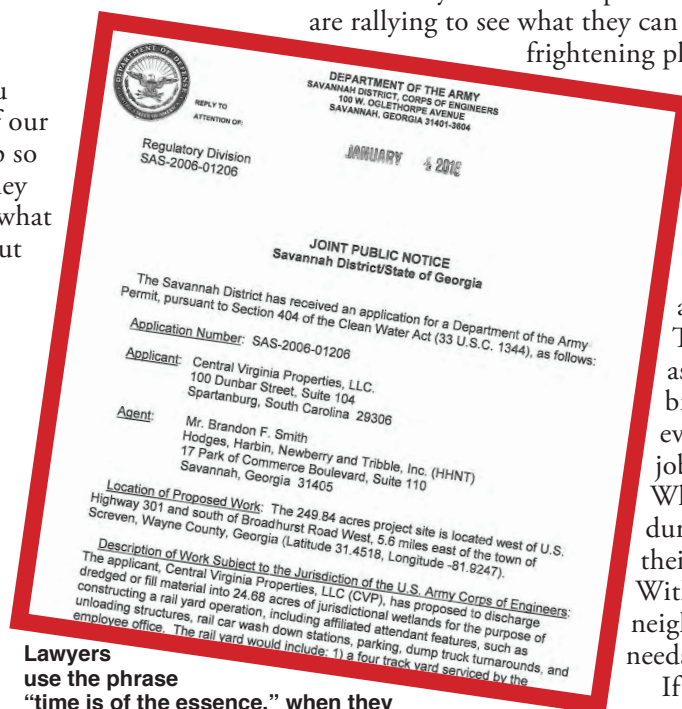 are rallying to see what they can
frightening pl
u
f our
o so
ey
what
ut
DEPARTMENT OF THE ARMY
SAVANNAH DISTRICT, CORPS OF ENGINEERS
100 W. OGLETHORPE AVENUE
SAVANNAH, GEORGIA 31401-3604
REPLY TO
ATTENTION OF:
JANUARY 4
Regulatory Division
SAS-2006-01206
JOINT PUBLIC NOTICE
Savannah District/State of Georgia
The Savannah District has received an application for a Department of the Army
Permit, pursuant to Section 404 of the Clean Water Act (33 U.S.C. 1344), as follows:
Application Number: SAS-2006-01206
Applicant: Central Virginia Properties, LLC.
100 Dunbar Street, Suite 104
Spartanburg, South Carolina 29306
Agent: Mr. Brandon F. Smith
Hodges, Harbin, Newberry and Tribble, Inc. (HHNT)
17 Park of Commerce Boulevard, Suite 110
Savannah, Georgia 31405
Location of Proposed Work: The 249.84 acres project site is located west of U.S.
Highway 301 and south of Broadhurst Road West, 5.6 miles east of the town of
Screven, Wayne County, Georgia (Latitude 31.4518, Longitude -81.9247).
Description of Work Subject to the Jurisdiction of the U.S. Army Corps of Engineers:
The applicant, Central Virginia Properties, LLC (CVP), has proposed to discharge
dredged or fill material into 24.68 acres of jurisdictional wetlands for the purpose of
constructing a rail yard operation, including affiliated attendant features, such as
unloading structures, rail car wash down stations, parking, dump truck turnarounds, and
employee office. The rail yard would include: 1) a four track yard serviced by the
Lawyers
use the phrase
“time is of the essence,” when they
a
T
as
bi
ev
job
Wh
dun
thei
Wit
neigh
needs
If